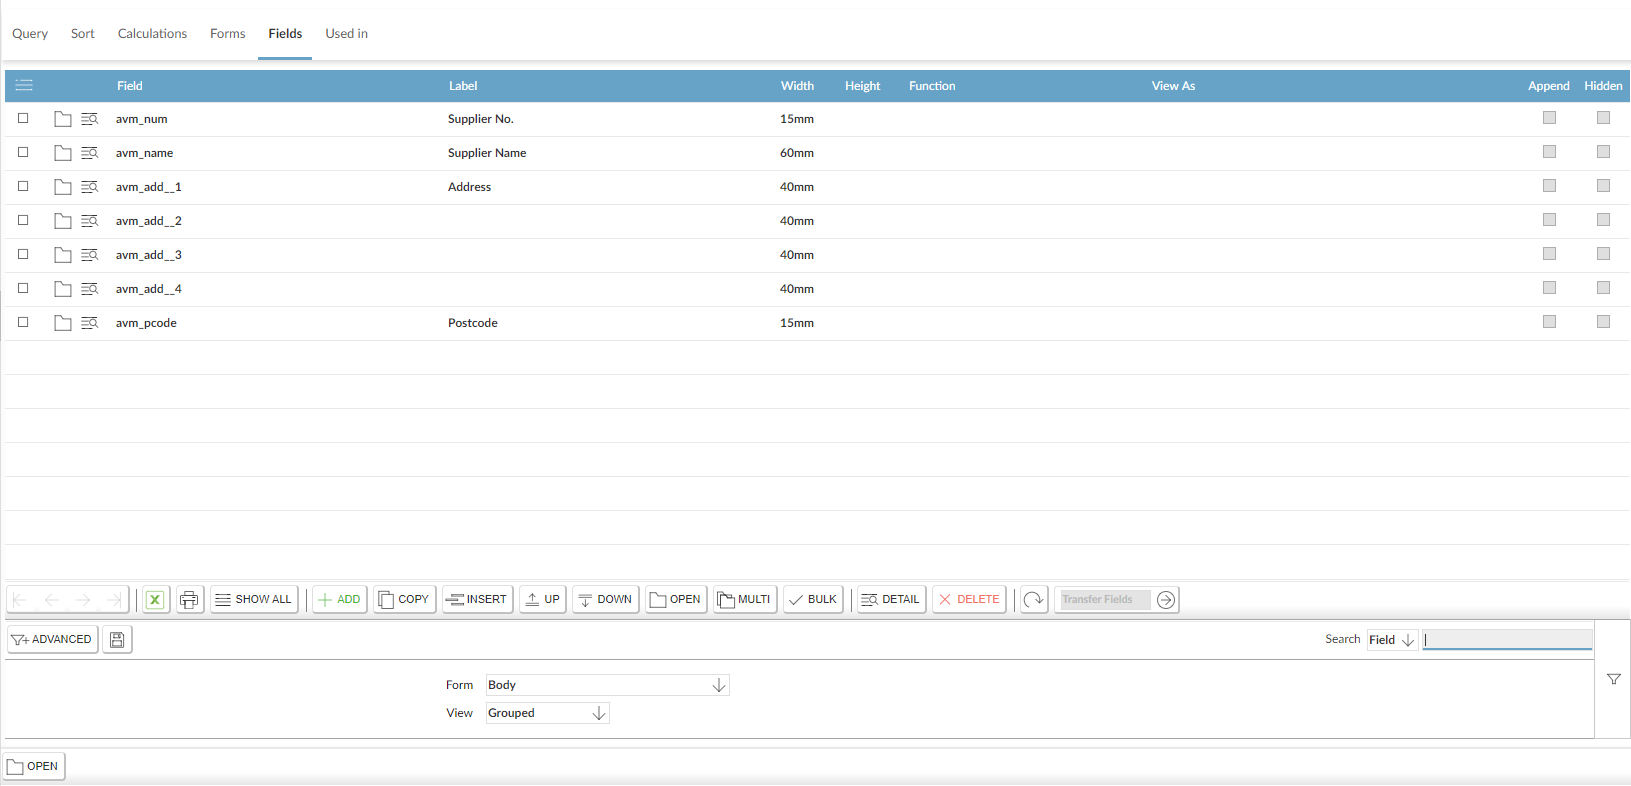 Query Sort Calculations Forms Fields Used in
Field Label Width Height Function View As Append Hidden
avm_num Supplier No. 15mm
avm_name Supplier Name 60mm
avm_add__1 Address 40mm
avm_add__2 40mm
avm_add__3 40mm
avm_add__4 40mm
avm_pcode Postcode 15mm
SHOW ALL ADD COPY INSERT UP DOWN OPEN MULTI BULK DETAIL DELETE Transfer Fields
ADVANCED Search Field
Form Body
View Grouped
OPEN